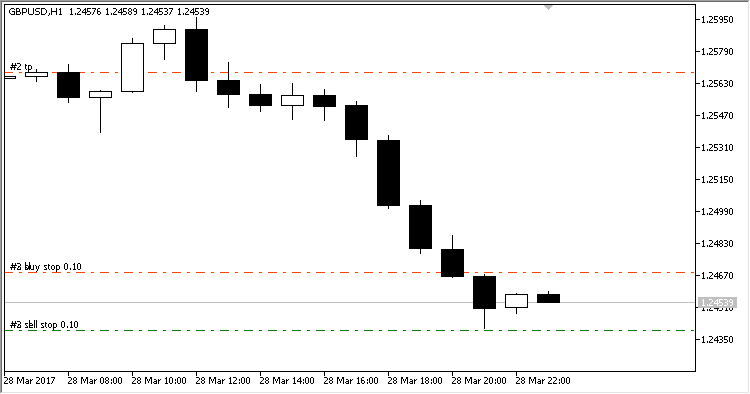 GBPUSD,H1 1.24576 1.24589 1.24537 1.24539
1.25950
1.25790
#2 tp
1.25630
1.25470
1.25310
1.25150
1.24990
1.24830
buy stop 0.10
1.24670
1.24539
sell stop 0.10
1.24350
28 Mar 2017 28 Mar 08:00 28 Mar 10:00 28 Mar 12:00 28 Mar 14:00 28 Mar 16:00 28 Mar 18:00 28 Mar 20:00 28 Mar 22:00